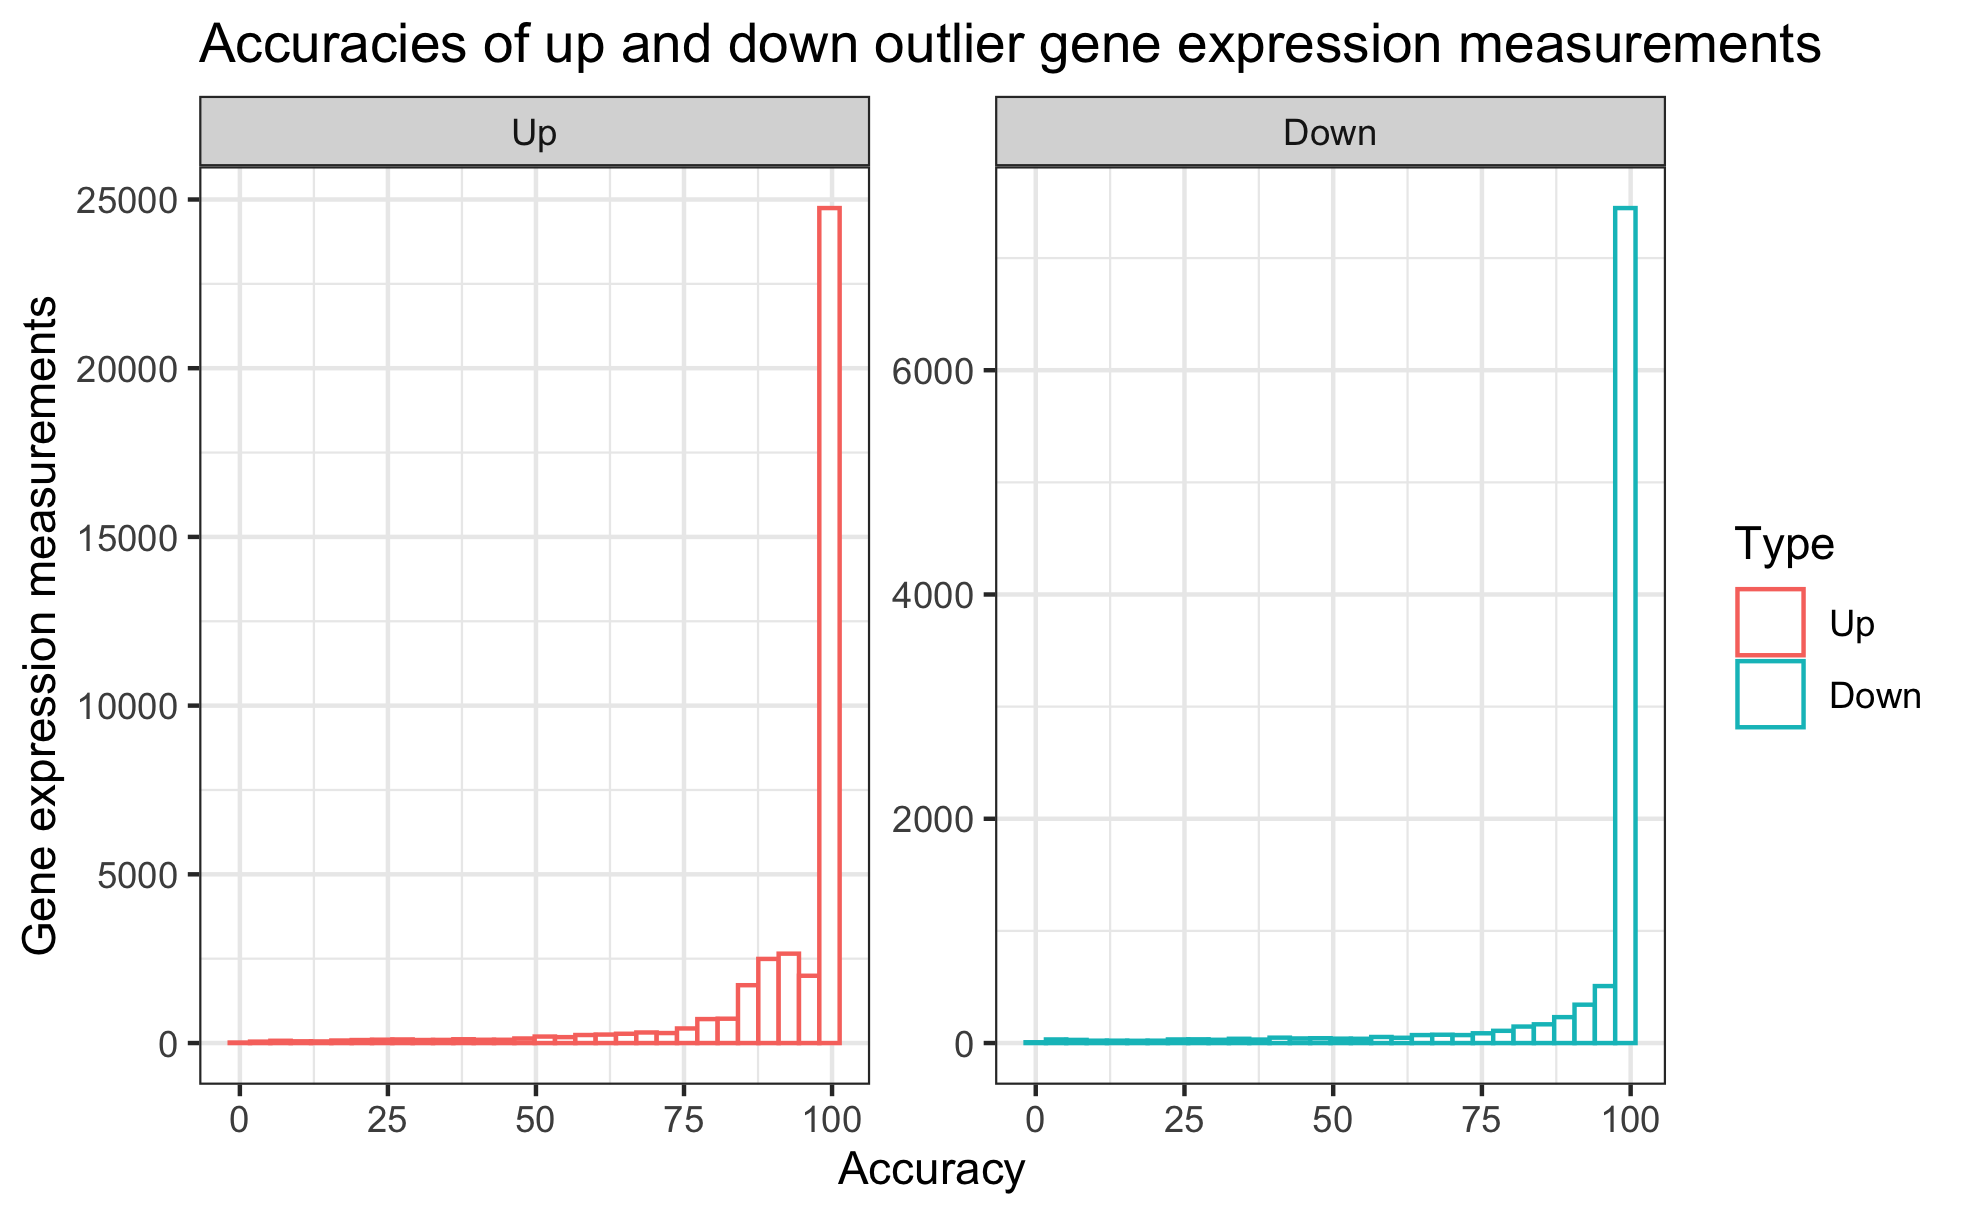 Accuracies of up and down outlier gene expression measurements
Up
Down
Gene expression measurements
25000
20000
15000
10000
5000
0
6000
4000
2000
0
0 25 50 75 100
0 25 50 75 100
Accuracy
Type
Up
Down